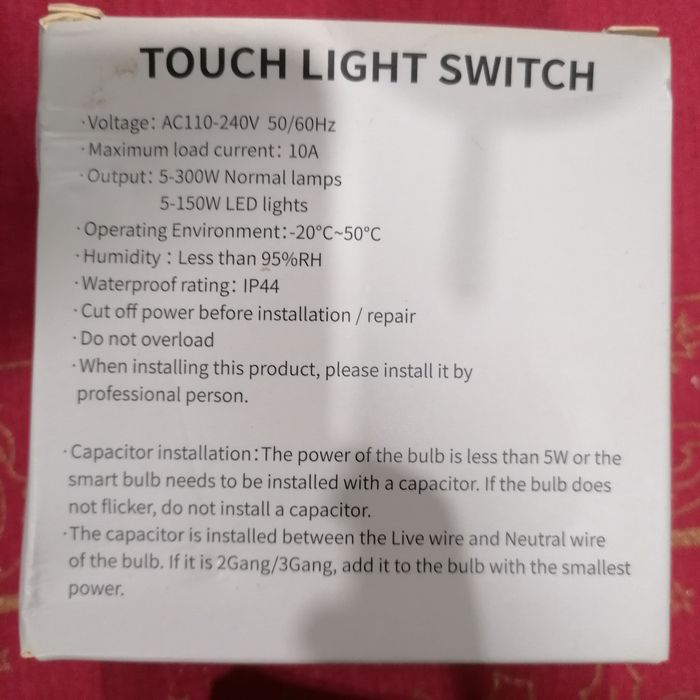 TOUCH LIGHT SWITCH
·Voltage: AC110-240V 50/60Hz
·Maximum load current: 10A
·Output: 5-300W Normal lamps
5-150W LED lights
·Operating Environment:-20°C~50°C
·Humidity : Less than 95%RH
·Waterproof rating: IP44
·Cut off power before installation / repair
·Do not overload
·When installing this product, please install it by
professional person.
·Capacitor installation:The power of the bulb is less than 5W or the
smart bulb needs to be installed with a capacitor. If the bulb does
not flicker, do not install a capacitor.
·The capacitor is installed between the Live wire and Neutral wire
of the bulb. If it is 2Gang/3Gang, add it to the bulb with the smallest
power.